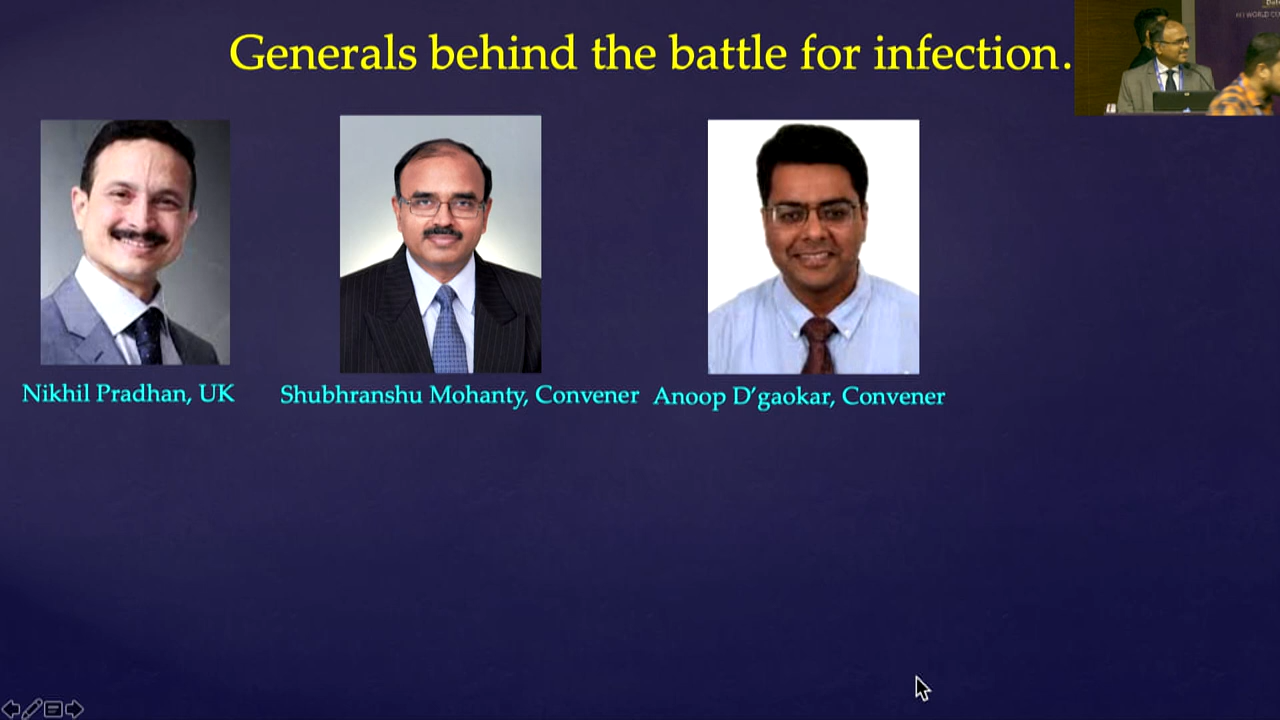 Generals behind the battle for infection.
Nikhil Pradhan, UK
Shubhranshu Mohanty, Convener
Anoop D'gaokar, Convener